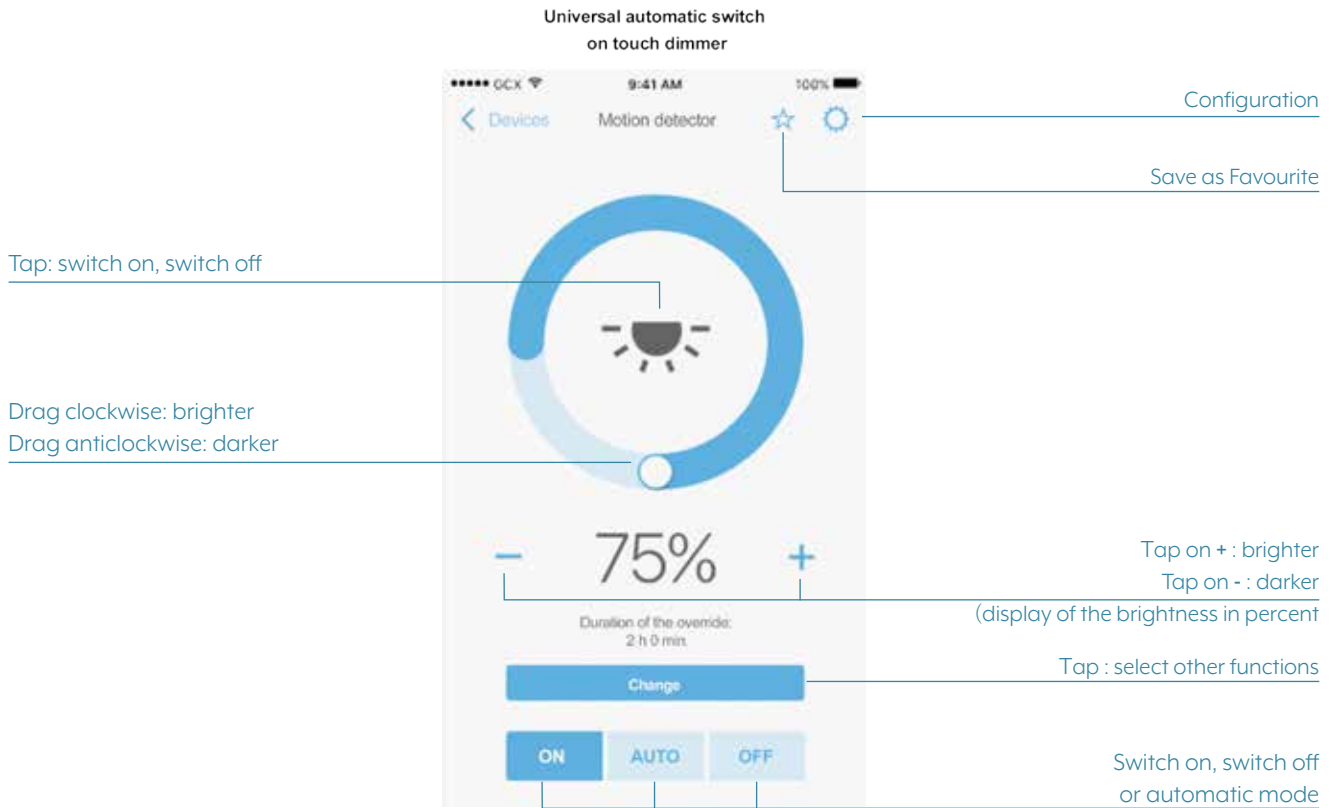 Universal automatic switch
on touch dimmer
GCX 9:41 AM 100%
Devices Motion detector
Configuration
Save as Favourite
Tap: switch on, switch off
Drag clockwise: brighter
Drag anticlockwise: darker
75%
- +
Tap on + : brighter
Tap on - : darker
(display of the brightness in percent
Duration of the override:
2 h 0 min.
Change
Tap : select other functions
ON AUTO OFF
Switch on, switch off
or automatic mode